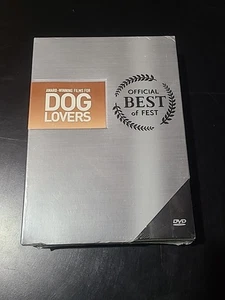 AWARD-WINNING FILMS FOR
DOG
LOVERS
OFFICIAL
BEST
of FEST
DVD